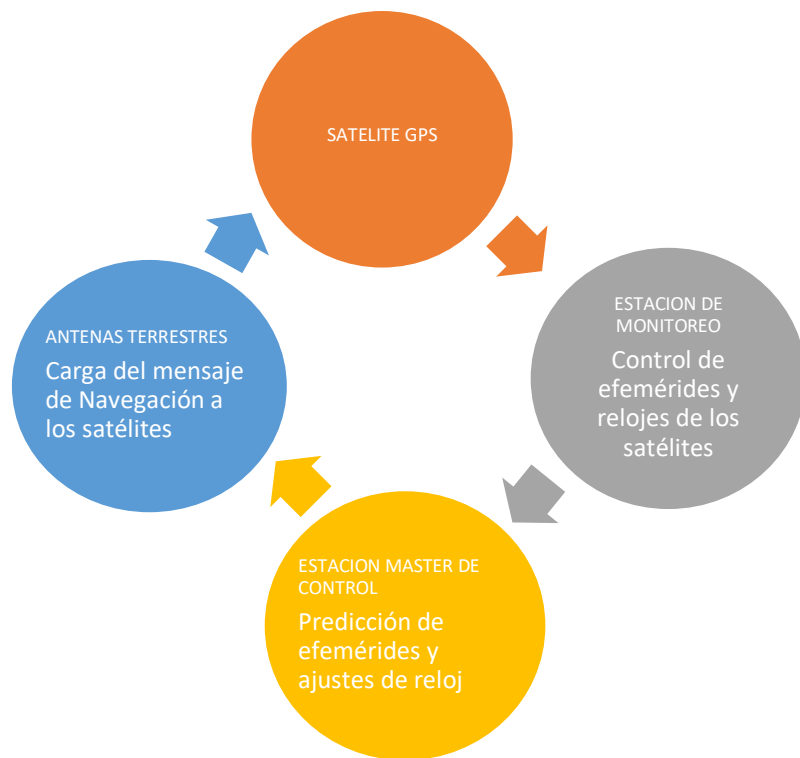 SATELITE GPS
ESTACION DE
MONITOREO
Control de
efemérides y
relojes de los
satélites
ESTACION MASTER DE
CONTROL
Predicción de
efemérides y
ajustes de reloj
ANTENAS TERRESTRES
Carga del mensaje
de Navegación a
los satélites